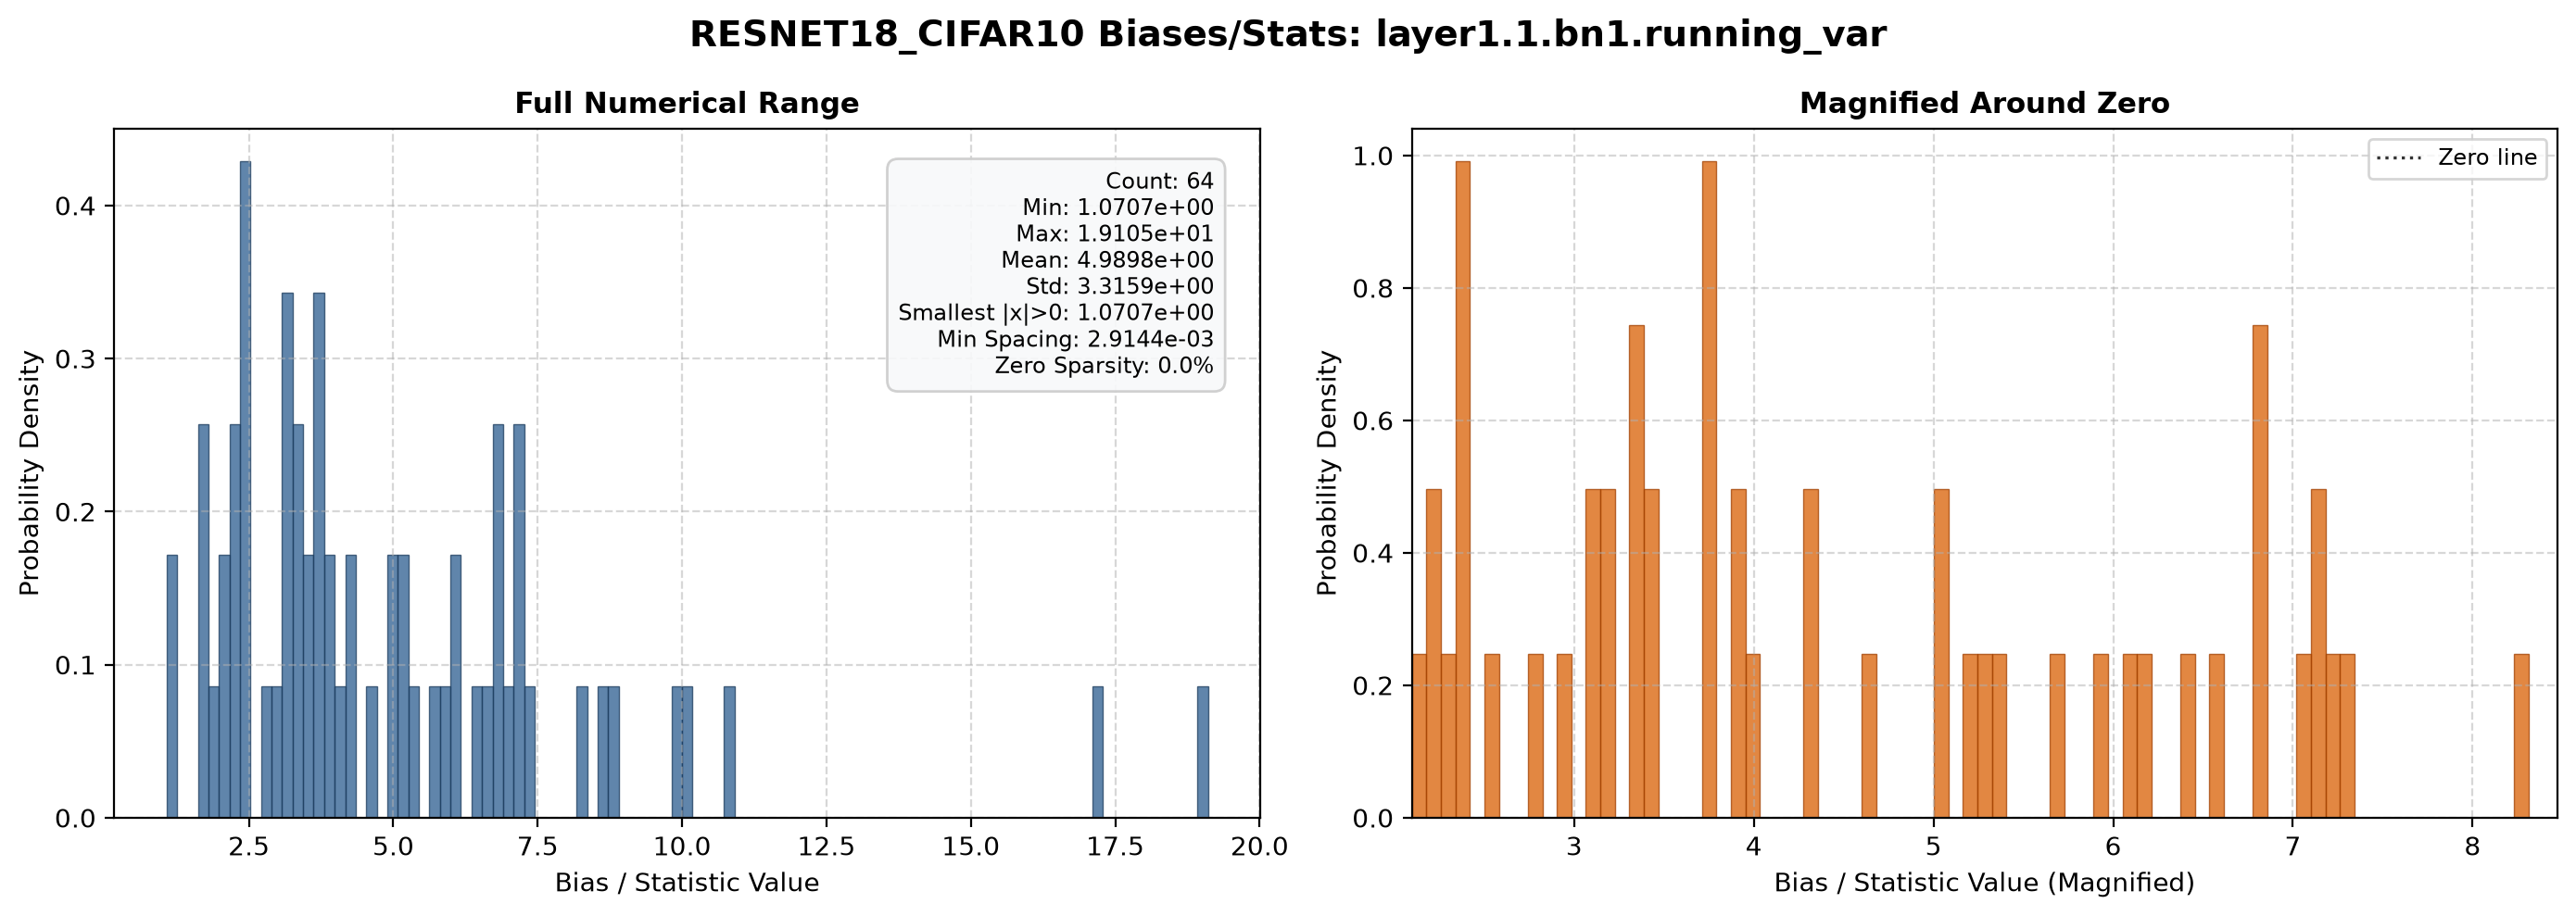 RESNET18_CIFAR10 Biases/Stats: layer1.1.bn1.running_var
Full Numerical Range
Probability Density
0.4
0.3
0.2
0.1
0.0
Count: 64
Min: 1.0707e+00
Max: 1.9105e+01
Mean: 4.9898e+00
Std: 3.3159e+00
Smallest |x|>0: 1.0707e+00
Min Spacing: 2.9144e-03
Zero Sparsity: 0.0%
2.5 5.0 7.5 10.0 12.5 15.0 17.5 20.0
Bias / Statistic Value
Magnified Around Zero
Probability Density
1.0
0.8
0.6
0.4
0.2
0.0
Zero line
3 4 5 6 7 8
Bias / Statistic Value (Magnified)